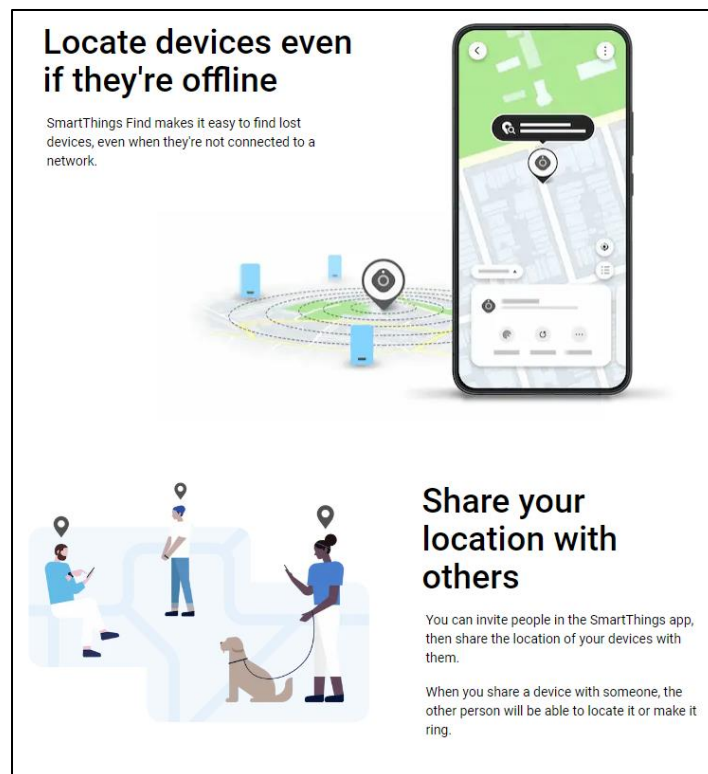 Locate devices even
if they're offline
SmartThings Find makes it easy to find lost
devices, even when they're not connected to a
network.
Share your
location with
others
You can invite people in the SmartThings app,
then share the location of your devices with
them.
When you share a device with someone, the
other person will be able to locate it or make it
ring.